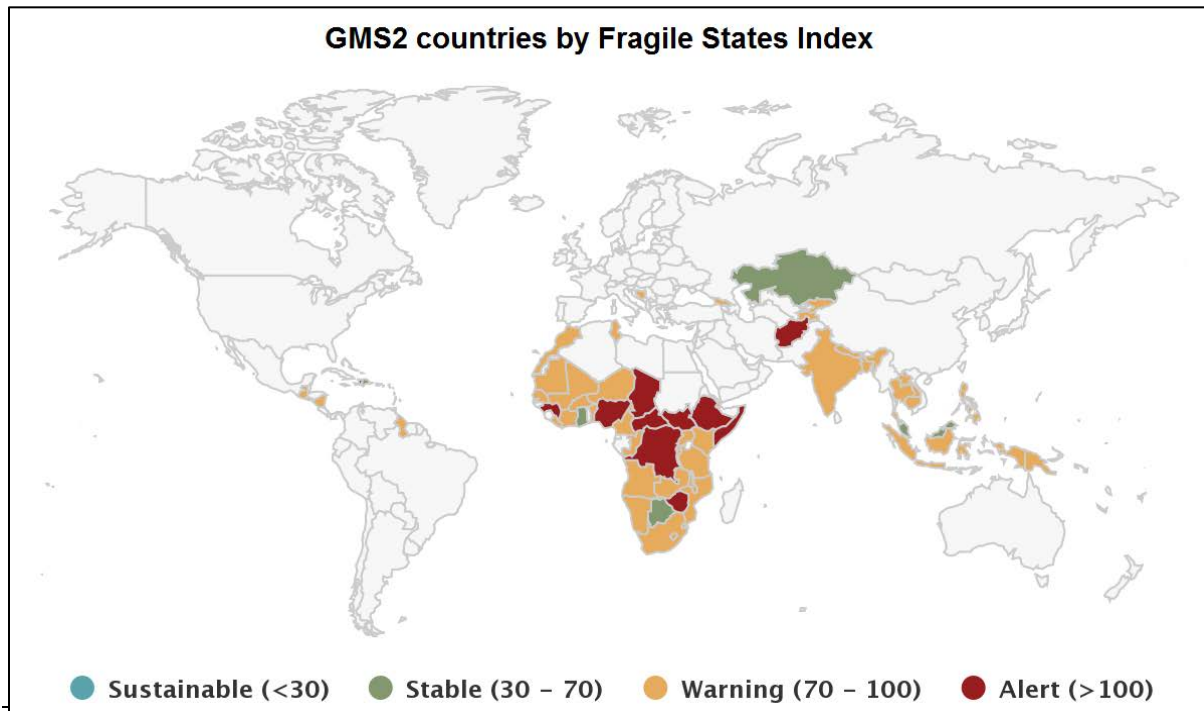 GMS2 countries by Fragile States Index
Sustainable (<30) Stable (30 – 70) Warning (70 – 100) Alert (>100)